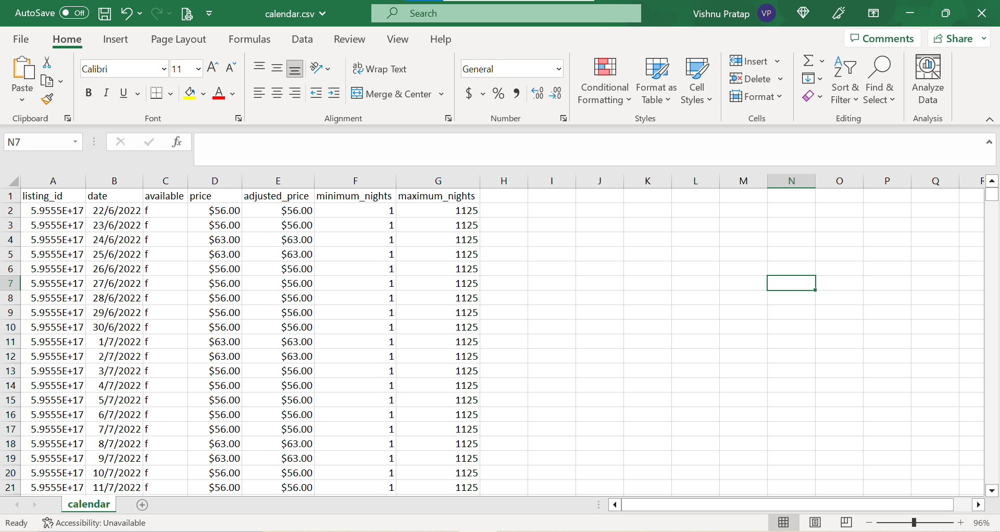 AutoSave Off calendar.csv Search Vishnu Pratap VP
File Home Insert Page Layout Formulas Data Review View Help Comments Share
Paste
Clipboard
Calibri 11
B I U A
Font
ab Wrap Text
Merge & Center
Alignment
General
$ % 9
Number
Conditional Formatting
Format as Table
Cell Styles
Styles
Insert
Delete
Format
Cells
Sort & Filter
Find & Select
Editing
Analyze Data
Analysis
N7 fx
A B C D E F G H I J K L M N O P Q
1 listing_id date available price adjusted_price minimum_nights maximum_nights
2 5.9555E+17 22/6/2022 f $56.00 $56.00 1 1125
3 5.9555E+17 23/6/2022 f $56.00 $56.00 1 1125
4 5.9555E+17 24/6/2022 f $63.00 $63.00 1 1125
5 5.9555E+17 25/6/2022 f $63.00 $63.00 1 1125
6 5.9555E+17 26/6/2022 f $56.00 $56.00 1 1125
7 5.9555E+17 27/6/2022 f $56.00 $56.00 1 1125
8 5.9555E+17 28/6/2022 f $56.00 $56.00 1 1125
9 5.9555E+17 29/6/2022 f $56.00 $56.00 1 1125
10 5.9555E+17 30/6/2022 f $56.00 $56.00 1 1125
11 5.9555E+17 1/7/2022 f $63.00 $63.00 1 1125
12 5.9555E+17 2/7/2022 f $63.00 $63.00 1 1125
13 5.9555E+17 3/7/2022 f $56.00 $56.00 1 1125
14 5.9555E+17 4/7/2022 f $56.00 $56.00 1 1125
15 5.9555E+17 5/7/2022 f $56.00 $56.00 1 1125
16 5.9555E+17 6/7/2022 f $56.00 $56.00 1 1125
17 5.9555E+17 7/7/2022 f $56.00 $56.00 1 1125
18 5.9555E+17 8/7/2022 f $63.00 $63.00 1 1125
19 5.9555E+17 9/7/2022 f $63.00 $63.00 1 1125
20 5.9555E+17 10/7/2022 f $56.00 $56.00 1 1125
21 5.9555E+17 11/7/2022 f $56.00 $56.00 1 1125
calendar
Ready Accessibility: Unavailable 96%